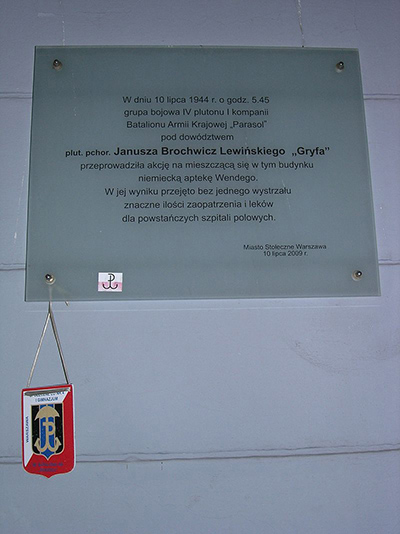 W dniu 10 lipca 1944 r. o godz. 5.45
grupa bojowa IV plutonu I kompanii
Batalionu Armii Krajowej „Parasol"
pod dowództwem
plut. pchor. Janusza Brochwicz Lewińskiego „Gryfa"
przeprowadziła akcję na mieszczącą się w tym budynku
niemiecką aptekę Wendego.
W jej wyniku przejęto bez jednego wystrzału
znaczne ilości zaopatrzenia i leków
dla powstańczych szpitali polowych.
Miasto Stołeczne Warszawa
10 lipca 2009 r.
I GIMNAZJUM